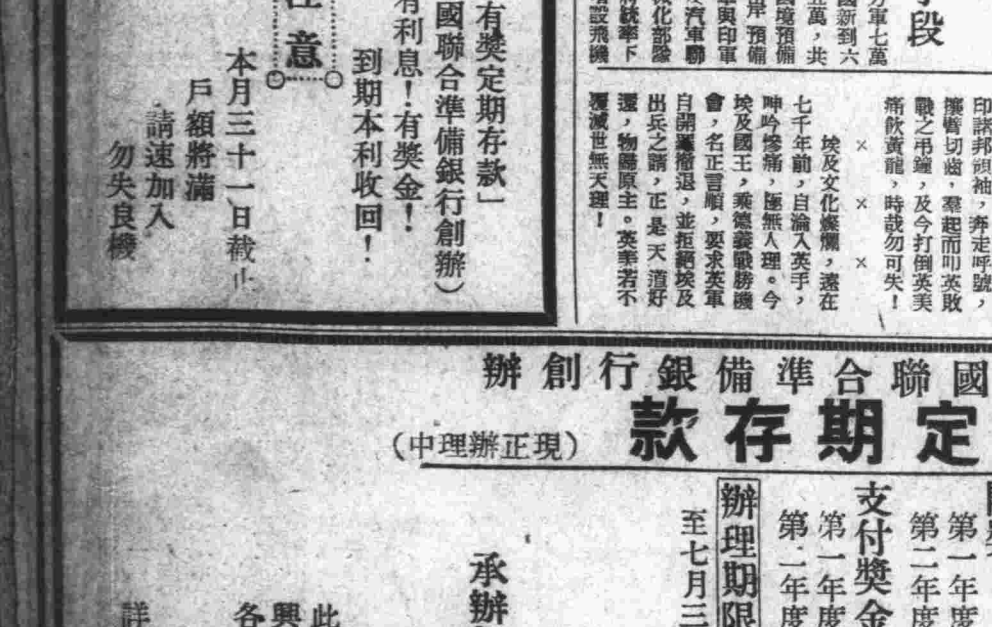 段
軍七萬
國新到六
五萬，共
國境預備
岸預備
軍與印軍
汽車聯
化部隊
統率下
設飛機
印諸邦領袖，奔走呼號，
攘臂切齒，羣起而叩英敗
戰之弔鐘，及今打倒英美
痛飲黃龍，時哉勿可失！
×　×　×
埃及文化燦爛，遠在
七千年前，自淪入英手，
呻吟慘痛，極無人理。今
埃及國王，乘德義戰勝機
會，名正言順，要求英軍
自開羅撤退，並拒絕埃及
出兵之請，正是天道好
還，物歸原主。英軍若不
覆滅世無天理！
有獎定期存款」
國聯合準備銀行創辦）
有利息！有獎金！
到期本利收回！
注意
本月三十一日截止
戶額將滿
請速加入
勿失良機
國聯合準備銀行創辦
定期存款
（現正辦理中）
第一年度
第二年度
支付獎金
第一年度
第二年度
辦理期限
至七月三
承辦
此
興
各
詳